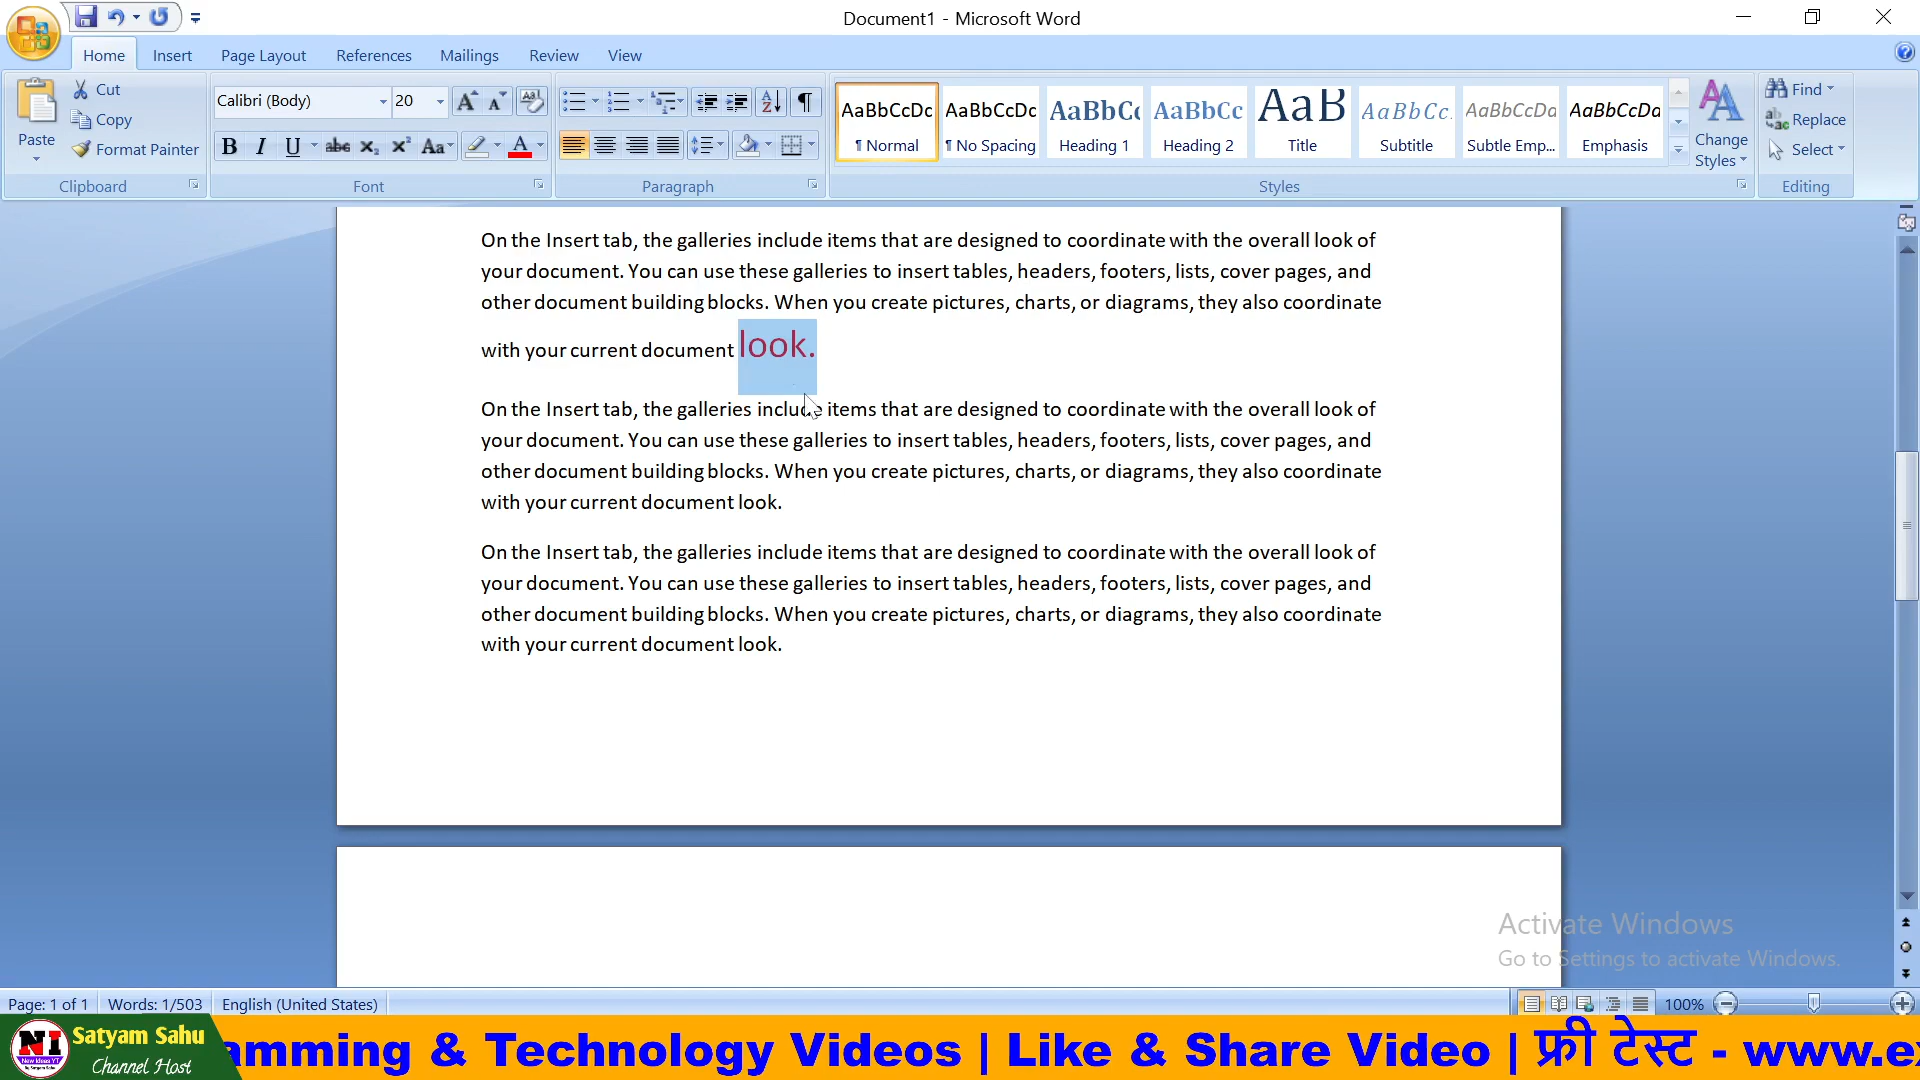 Document1 - Microsoft Word
Home Insert Page Layout References Mailings Review View
Paste Cut Copy Format Painter Clipboard
Calibri (Body) 20 Font
Paragraph
AaBbCcDc AaBbCcDc AaBbCc AaBbCc AaB AaBbCc. AaBbCcDd AaBbCcDd
¶ Normal ¶ No Spacing Heading 1 Heading 2 Title Subtitle Subtle Emp... Emphasis
Change Styles
Styles
Find Replace Select
Editing
On the Insert tab, the galleries include items that are designed to coordinate with the overall look of
your document. You can use these galleries to insert tables, headers, footers, lists, cover pages, and
other document building blocks. When you create pictures, charts, or diagrams, they also coordinate
with your current document look.
On the Insert tab, the galleries include items that are designed to coordinate with the overall look of
your document. You can use these galleries to insert tables, headers, footers, lists, cover pages, and
other document building blocks. When you create pictures, charts, or diagrams, they also coordinate
with your current document look.
On the Insert tab, the galleries include items that are designed to coordinate with the overall look of
your document. You can use these galleries to insert tables, headers, footers, lists, cover pages, and
other document building blocks. When you create pictures, charts, or diagrams, they also coordinate
with your current document look.
Activate Windows
Go to Settings to activate Windows.
Page: 1 of 1 Words: 1/503 English (United States) 100%
Satyam Sahu
Channel Host
amming & Technology Videos | Like & Share Video | फ्री टेस्ट - www.ex